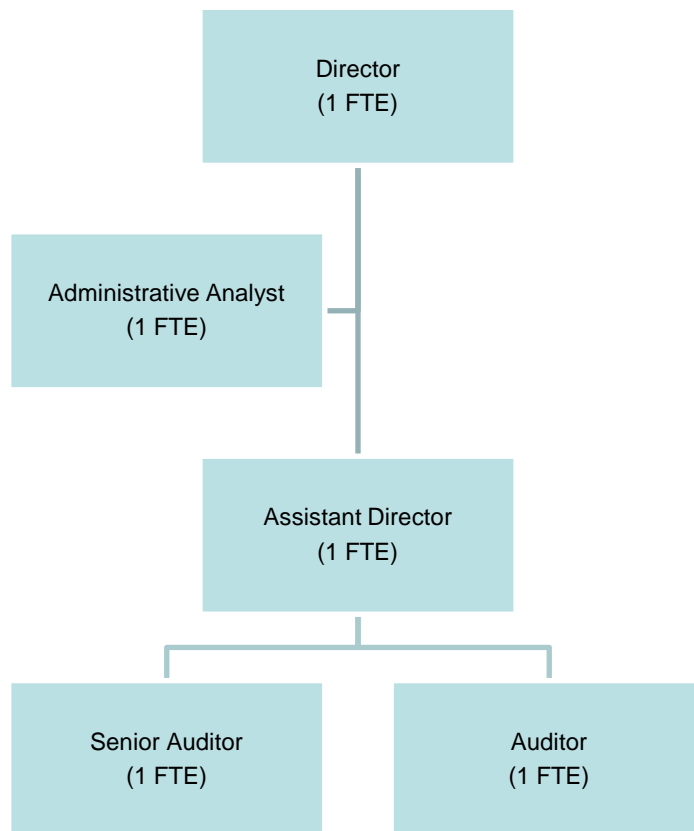 Director
(1 FTE)
Administrative Analyst
(1 FTE)
Assistant Director
(1 FTE)
Senior Auditor
(1 FTE)
Auditor
(1 FTE)